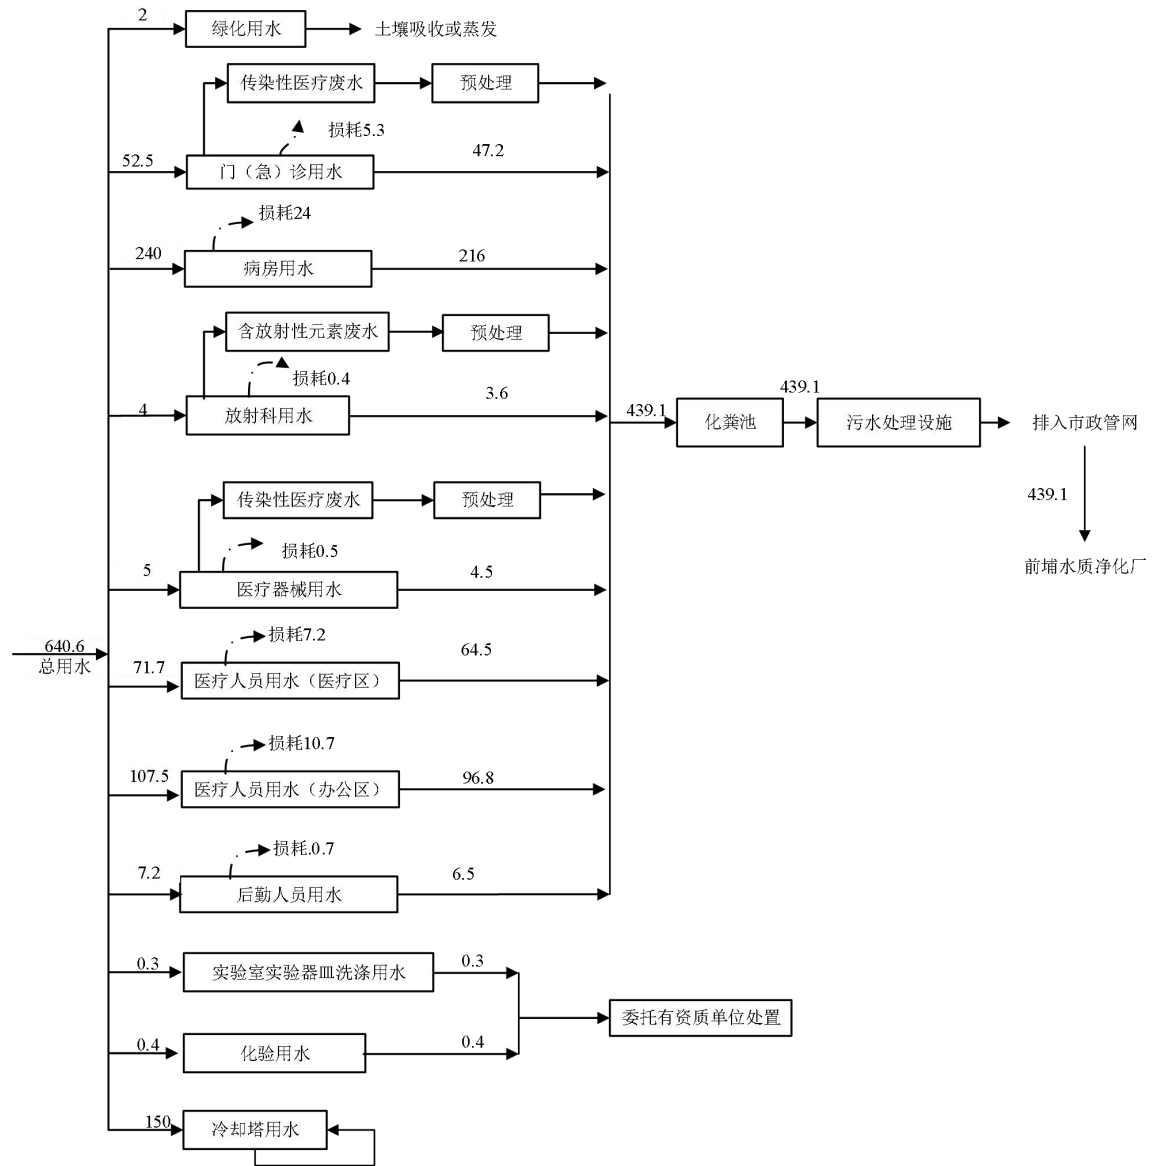 2
绿化用水
土壤吸收或蒸发
传染性医疗废水
预处理
损耗5.3
52.5
门（急）诊用水
47.2
损耗24
240
病房用水
216
含放射性元素废水
预处理
损耗0.4
4
放射科用水
3.6
439.1
化粪池
439.1
污水处理设施
排入市政管网
439.1
前埔水质净化厂
传染性医疗废水
预处理
损耗0.5
5
医疗器械用水
4.5
640.6
总用水
损耗7.2
71.7
医疗人员用水（医疗区）
64.5
损耗10.7
107.5
医疗人员用水（办公区）
96.8
损耗.0.7
7.2
后勤人员用水
6.5
0.3
实验室实验器皿洗涤用水
0.3
委托有资质单位处置
0.4
化验用水
0.4
150
冷却塔用水